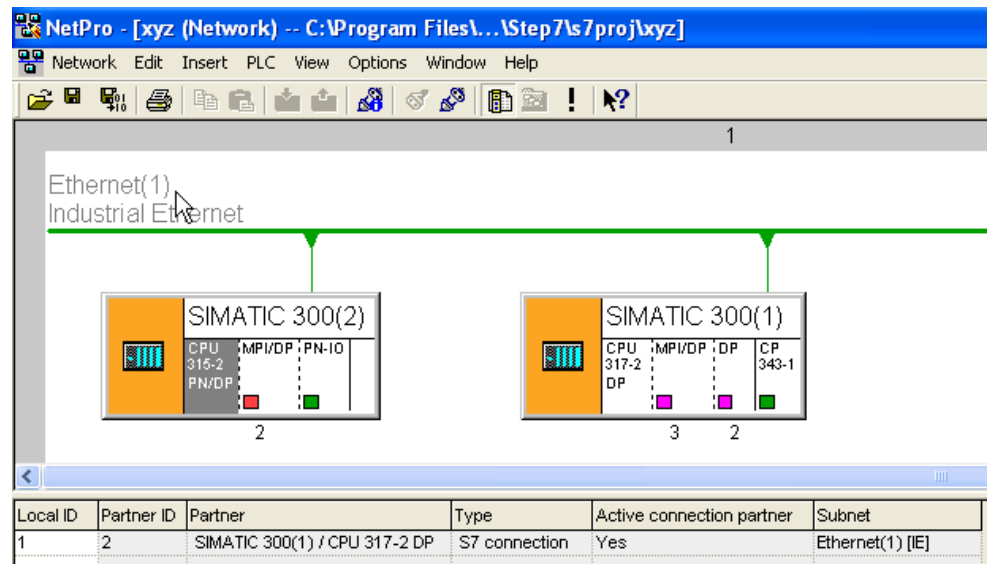 NetPro - [xyz (Network) -- C:\Program Files\...\Step7\s7proj\xyz]
Network Edit Insert PLC View Options Window Help
1
Ethernet(1)
Industrial Ethernet
SIMATIC 300(2)
CPU 315-2 PN/DP MPI/DP PN-IO
2
SIMATIC 300(1)
CPU 317-2 DP MPI/DP DP CP 343-1
3 2
Local ID Partner ID Partner Type Active connection partner Subnet
1 2 SIMATIC 300(1) / CPU 317-2 DP S7 connection Yes Ethernet(1) [IE]